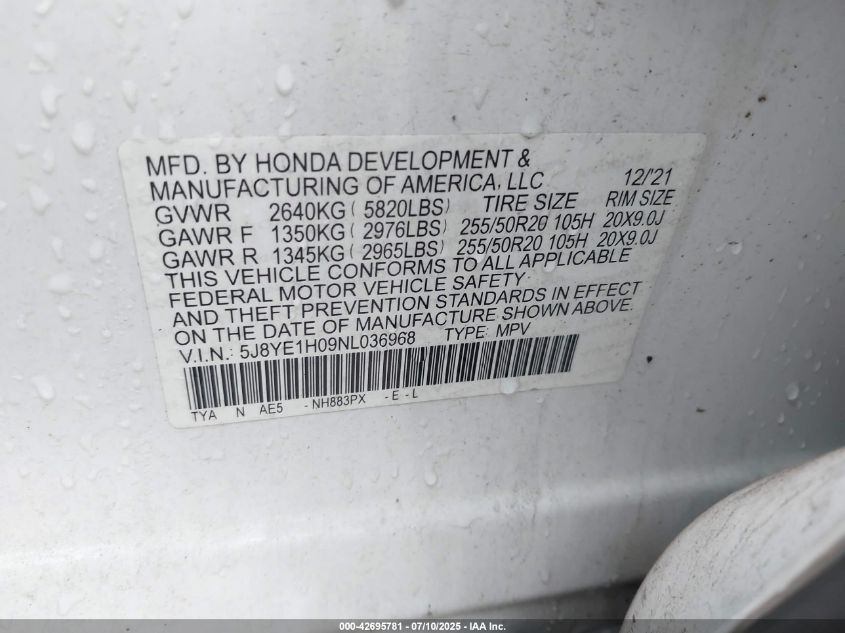 MFD. BY HONDA DEVELOPMENT &
MANUFACTURING OF AMERICA, LLC 12/'21
GVWR 2640KG ( 5820LBS) TIRE SIZE RIM SIZE
GAWR F 1350KG ( 2976LBS) 255/50R20 105H 20X9.0J
GAWR R 1345KG ( 2965LBS) 255/50R20 105H 20X9.0J
THIS VEHICLE CONFORMS TO ALL APPLICABLE
FEDERAL MOTOR VEHICLE SAFETY
AND THEFT PREVENTION STANDARDS IN EFFECT
ON THE DATE OF MANUFACTURE SHOWN ABOVE.
V.I.N.: 5J8YE1H09NL036968 TYPE: MPV
TYA N AE5 - NH883PX - E - L
000-42695781 - 07/10/2025 - IAA Inc.